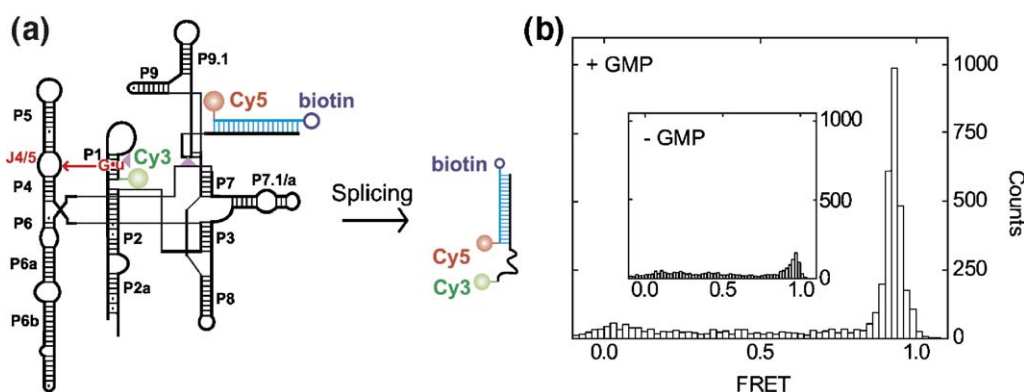 (a)
P9.1
P9
Cy5
biotin
P5
J4/5
P1
G•u
Cy3
P4
P7
P7.1/a
P6
P2
P3
P6a
P2a
P8
P6b
Splicing
biotin
Cy5
Cy3
(b)
+ GMP
- GMP
1000
500
0
0.0
0.5
1.0
1000
750
500
250
0
Counts
0.0
0.5
1.0
FRET